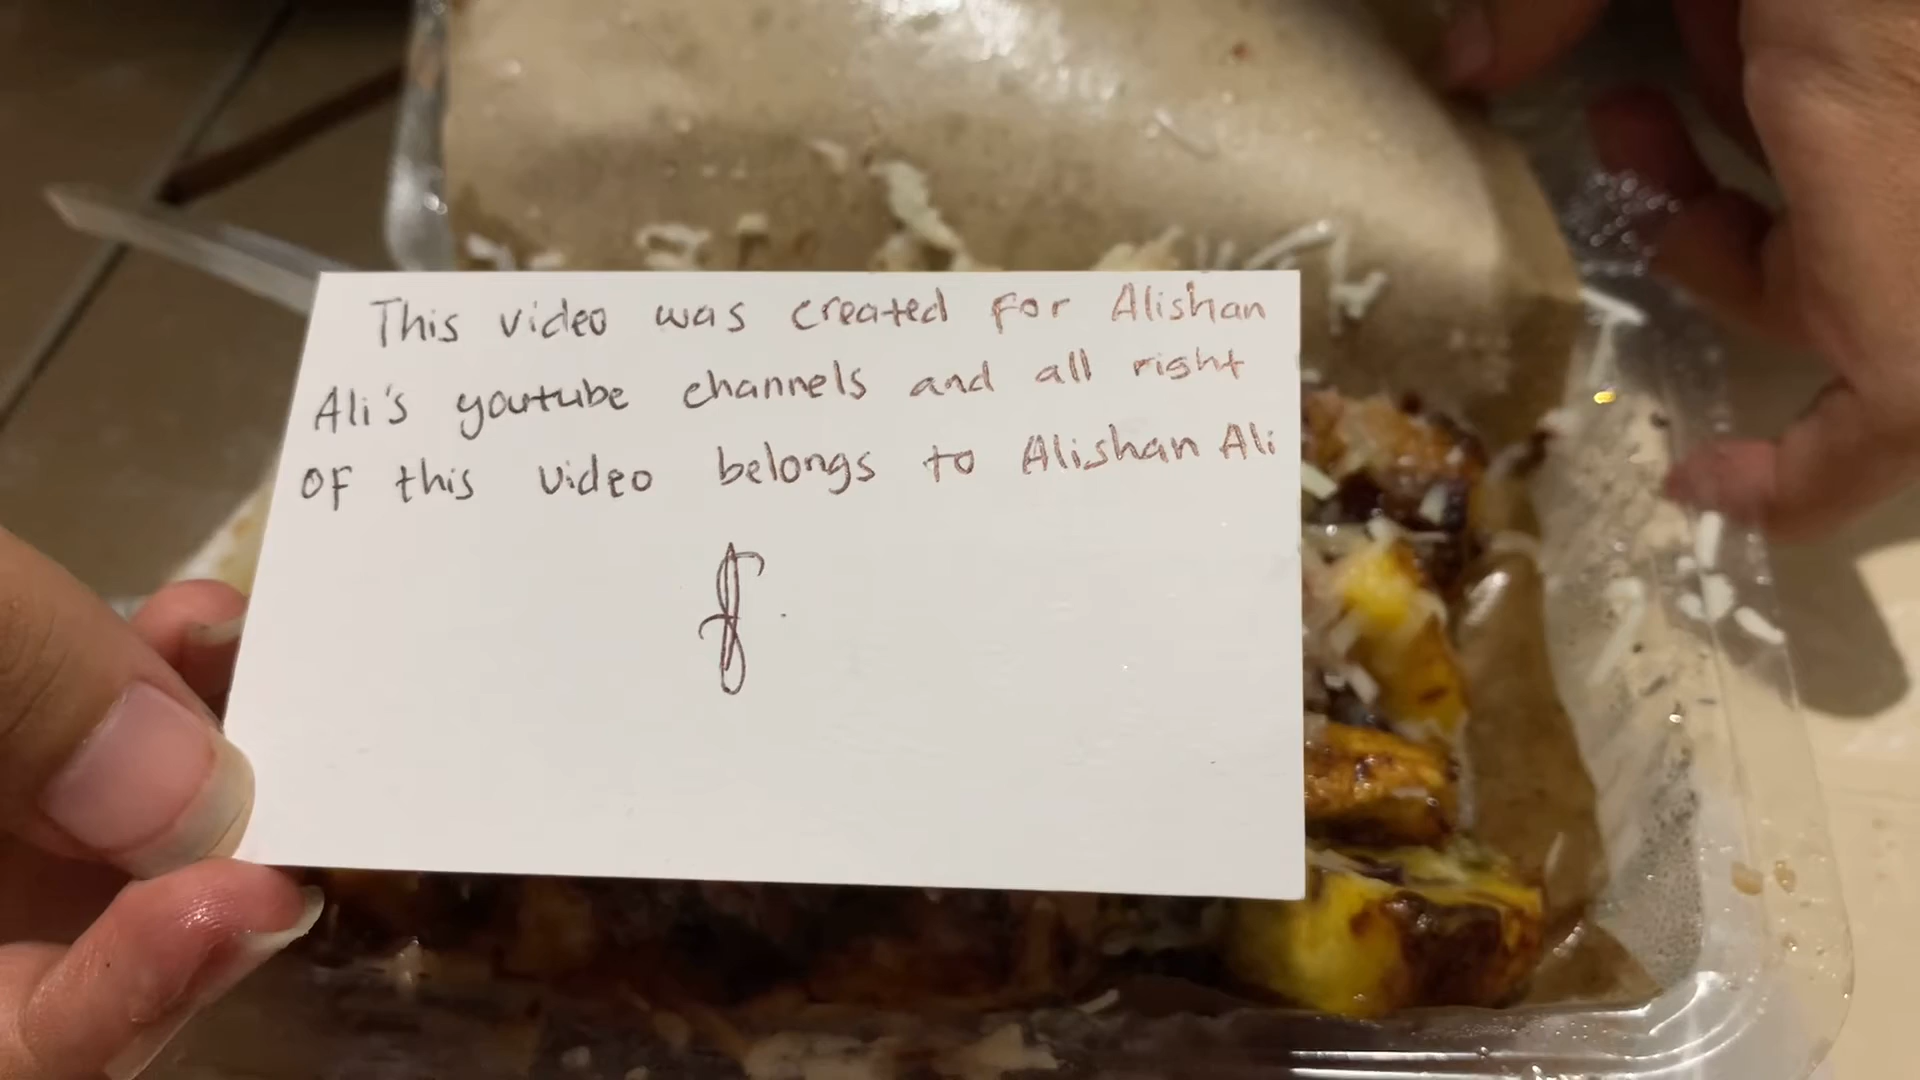 This video was created for Alishan
Ali's youtube channels and all right
of this video belongs to Alishan Ali